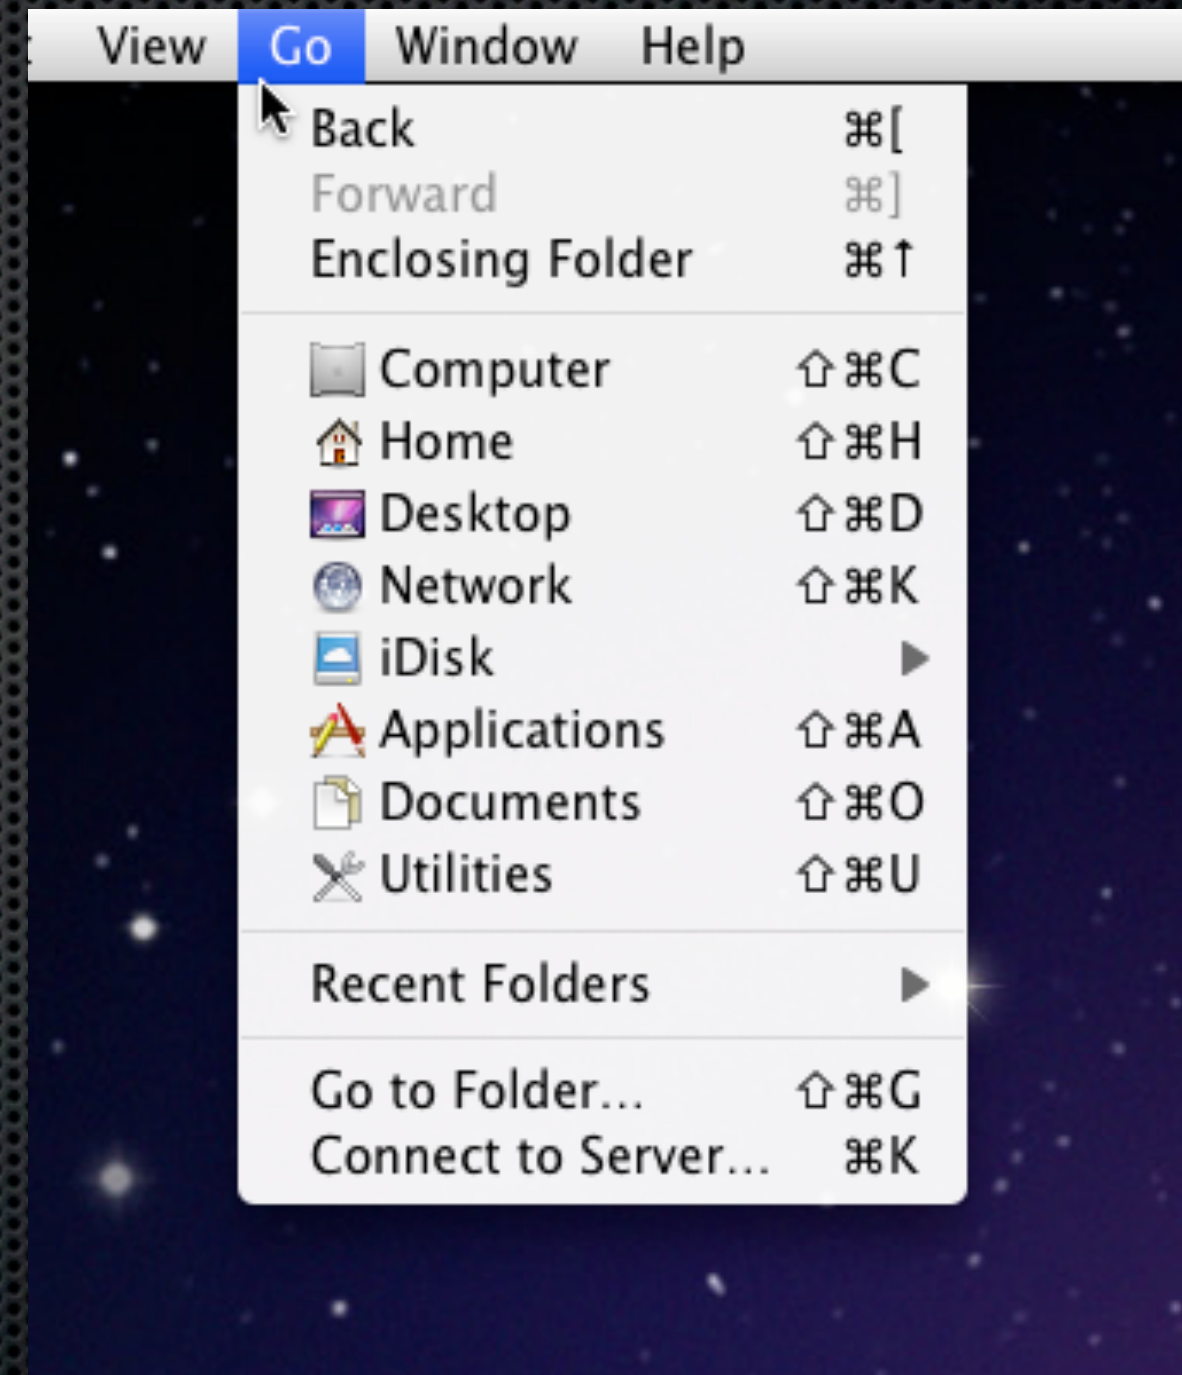 View Go Window Help
Back ⌘[
Forward ⌘]
Enclosing Folder ⌘↑
Computer ⇧⌘C
Home ⇧⌘H
Desktop ⇧⌘D
Network ⇧⌘K
iDisk ▶
Applications ⇧⌘A
Documents ⇧⌘O
Utilities ⇧⌘U
Recent Folders ▶
Go to Folder... ⇧⌘G
Connect to Server... ⌘K